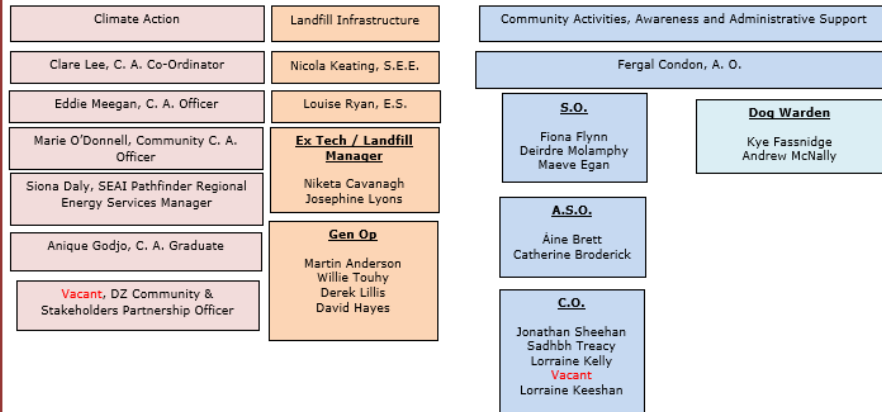 Climate Action
Clare Lee, C. A. Co-Ordinator
Eddie Meegan, C. A. Officer
Marie O'Donnell, Community C. A.
Officer
Siona Daly, SEAI Pathfinder Regional
Energy Services Manager
Anique Godjo, C. A. Graduate
Vacant, DZ Community &
Stakeholders Partnership Officer
Landfill Infrastructure
Nicola Keating, S.E.E.
Louise Ryan, E.S.
Ex Tech / Landfill
Manager
Niketa Cavanagh
Josephine Lyons
Gen Op
Martin Anderson
Willie Touhy
Derek Lillis
David Hayes
Community Activities, Awareness and Administrative Support
Fergal Condon, A. O.
S.O.
Fiona Flynn
Deirdre Molamphy
Maeve Egan
A.S.O.
Áine Brett
Catherine Broderick
C.O.
Jonathan Sheehan
Sadhbh Treacy
Lorraine Kelly
Vacant
Lorraine Keeshan
Dog Warden
Kye Fassnidge
Andrew McNally